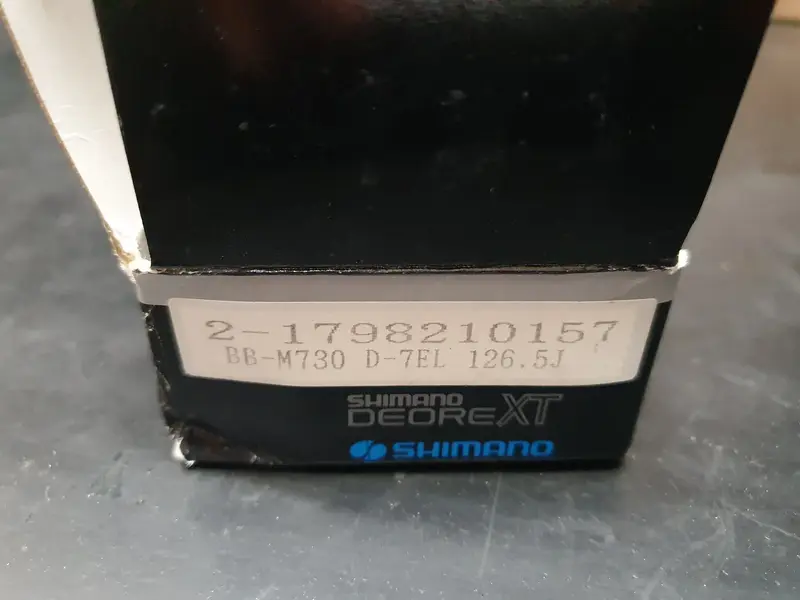 2-1798210157
BB-M730 D-7EL 126.5J
SHIMANO
DEORE XT
SHIMANO